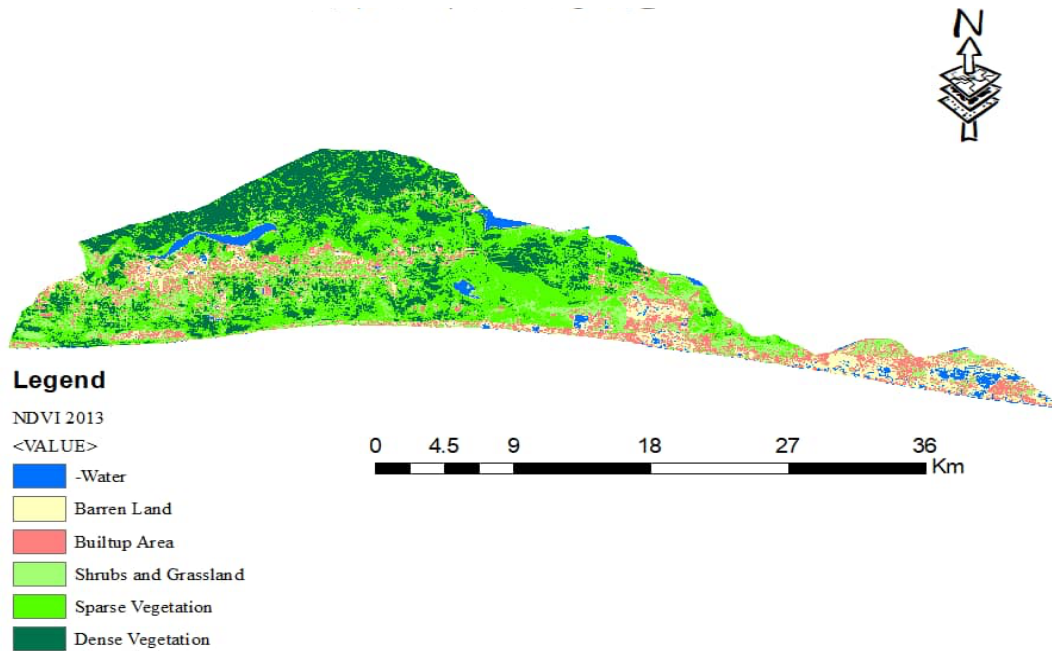 N
Legend
NDVI 2013
<VALUE>
-Water
Barren Land
Builtup Area
Shrubs and Grassland
Sparse Vegetation
Dense Vegetation
0 4.5 9 18 27 36
Km